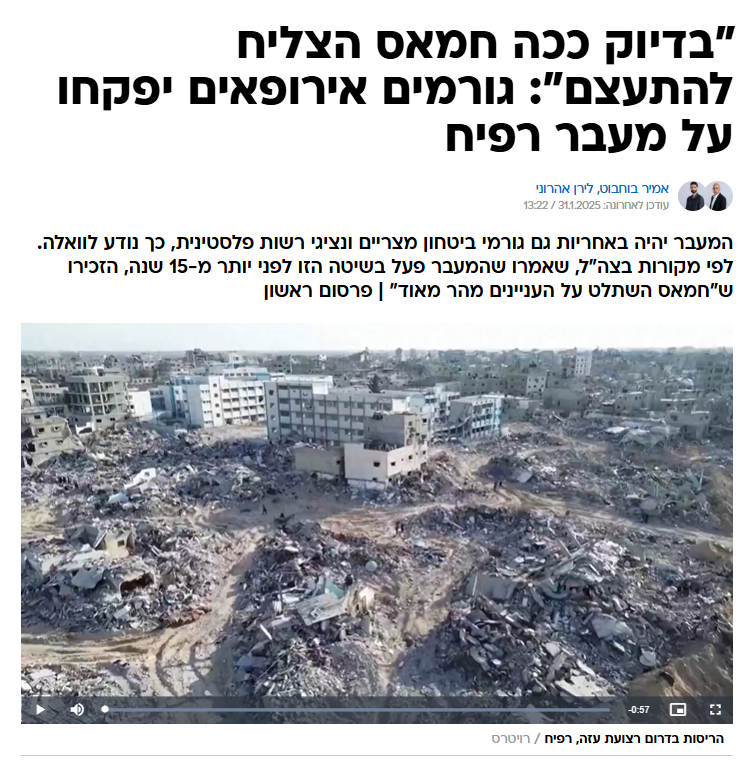 "בדיוק ככה חמאס הצליח
להתעצם": גורמים אירופאים יפקחו
על מעבר רפיח
אמיר בוחבוט, לירן אהרוני
עודכן לאחרונה: 31.1.2025 / 13:22
המעבר יהיה באחריות גם גורמי ביטחון מצריים ונציגי רשות פלסטינית, כך נודע לוואלה.
לפי מקורות בצה"ל, שאמרו שהמעבר פעל בשיטה הזו לפני יותר מ-15 שנה, הזכירו
ש"חמאס השתלט על העניינים מהר מאוד" | פרסום ראשון
-0:57
הריסות בדרום רצועת עזה, רפיח / רויטרס